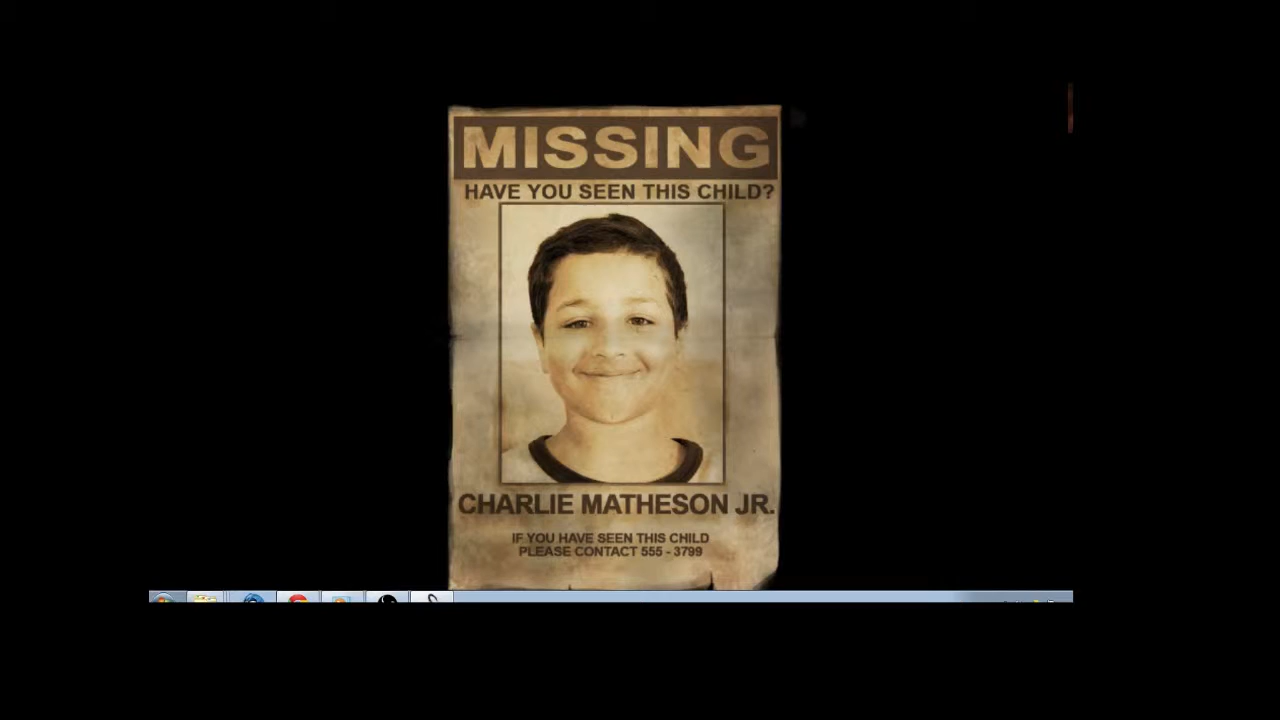 MISSING
HAVE YOU SEEN THIS CHILD?
CHARLIE MATHESON JR.
IF YOU HAVE SEEN THIS CHILD
PLEASE CONTACT 555 - 3799